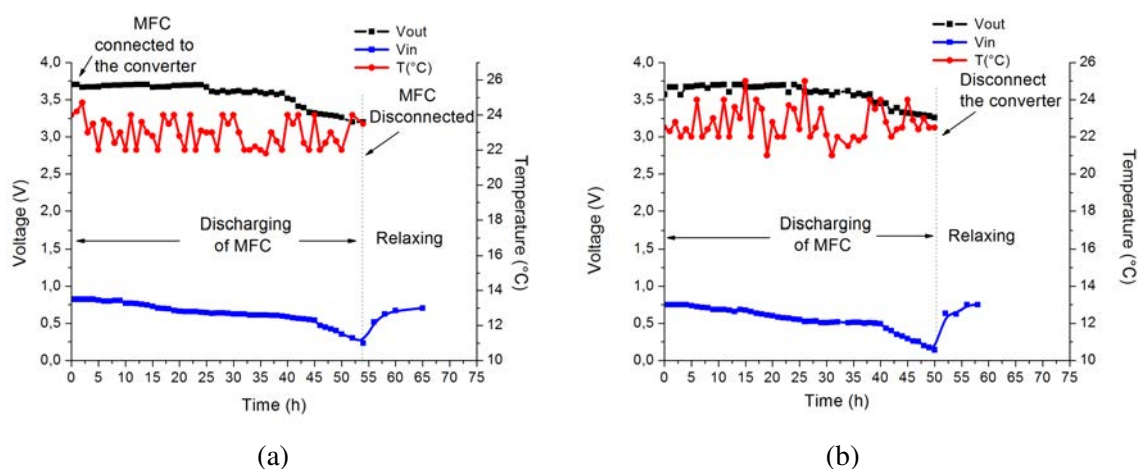 MFC
connected to
the converter
Vout
Vin
T(°C)
MFC
Disconnected
Discharging
of MFC
Relaxing
4,0
3,5
3,0
2,5
2,0
1,5
1,0
0,5
0,0
Voltage (V)
26
24
22
20
18
16
14
12
10
Temperature (°C)
0 5 10 15 20 25 30 35 40 45 50 55 60 65 70 75
Time (h)
(a)
Vout
Vin
T(°C)
Disconnect
the converter
Discharging
of MFC
Relaxing
4,0
3,5
3,0
2,5
2,0
1,5
1,0
0,5
0,0
Voltage (V)
26
24
22
20
18
16
14
12
10
Temperature (°C)
0 5 10 15 20 25 30 35 40 45 50 55 60 65 70 75
Time (h)
(b)